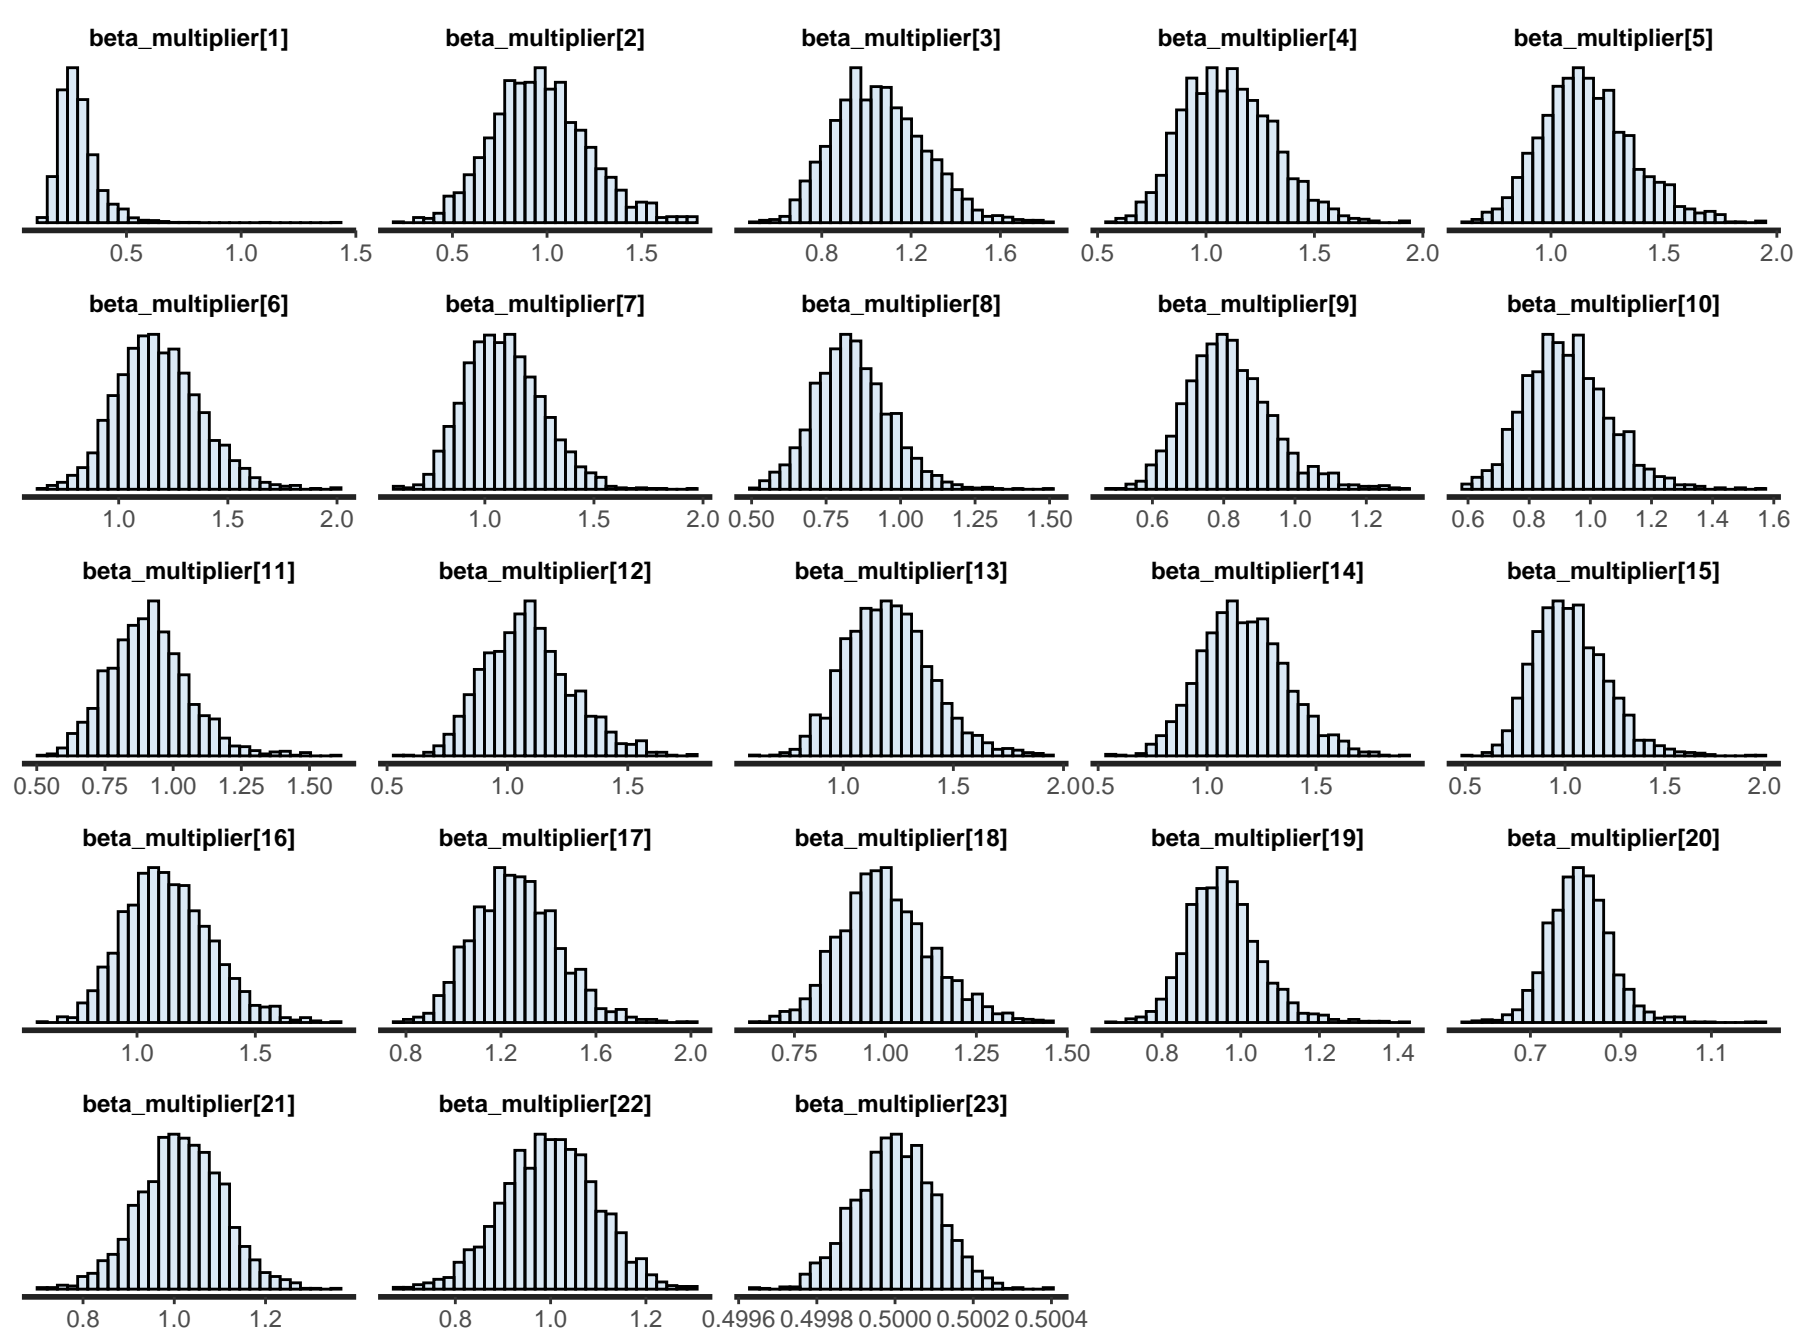 beta_multiplier[1] beta_multiplier[2] beta_multiplier[3] beta_multiplier[4] beta_multiplier[5]
0.5 1.0 1.5 0.5 1.0 1.5 0.8 1.2 1.6 0.5 1.0 1.5 2.0 1.0 1.5 2.0
beta_multiplier[6] beta_multiplier[7] beta_multiplier[8] beta_multiplier[9] beta_multiplier[10]
1.0 1.5 2.0 1.0 1.5 2.0 0.50 0.75 1.00 1.25 1.50 0.6 0.8 1.0 1.2 0.6 0.8 1.0 1.2 1.4 1.6
beta_multiplier[11] beta_multiplier[12] beta_multiplier[13] beta_multiplier[14] beta_multiplier[15]
0.50 0.75 1.00 1.25 1.50 0.5 1.0 1.5 1.0 1.5 2.0 0.5 1.0 1.5 0.5 1.0 1.5 2.0
beta_multiplier[16] beta_multiplier[17] beta_multiplier[18] beta_multiplier[19] beta_multiplier[20]
1.0 1.5 0.8 1.2 1.6 2.0 0.75 1.00 1.25 1.50 0.8 1.0 1.2 1.4 0.7 0.9 1.1
beta_multiplier[21] beta_multiplier[22] beta_multiplier[23]
0.8 1.0 1.2 0.8 1.0 1.2 0.4996 0.4998 0.5000 0.5002 0.5004